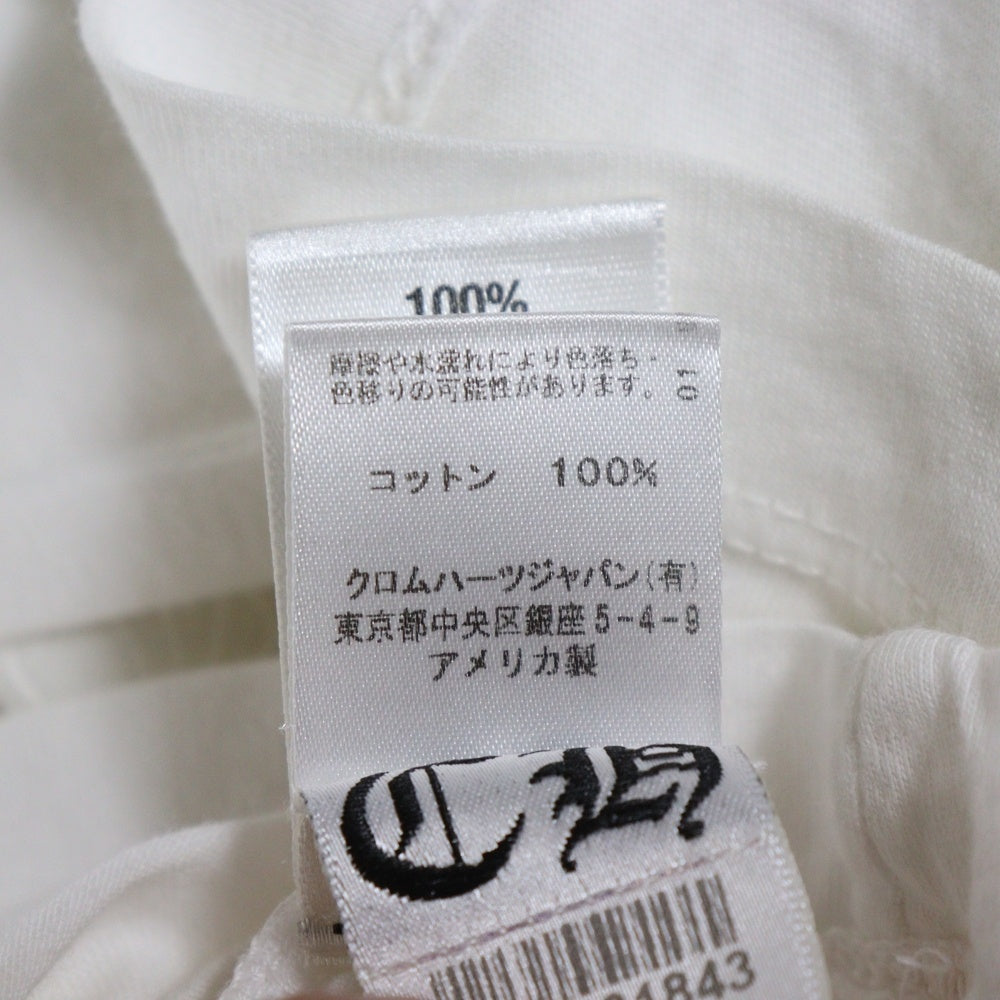 100%
摩擦や水濡れにより色落ち・
色移りの可能性があります。
01
コットン 100%
クロムハーツジャパン(有)
東京都中央区銀座5-4-9
アメリカ製
CH
1843